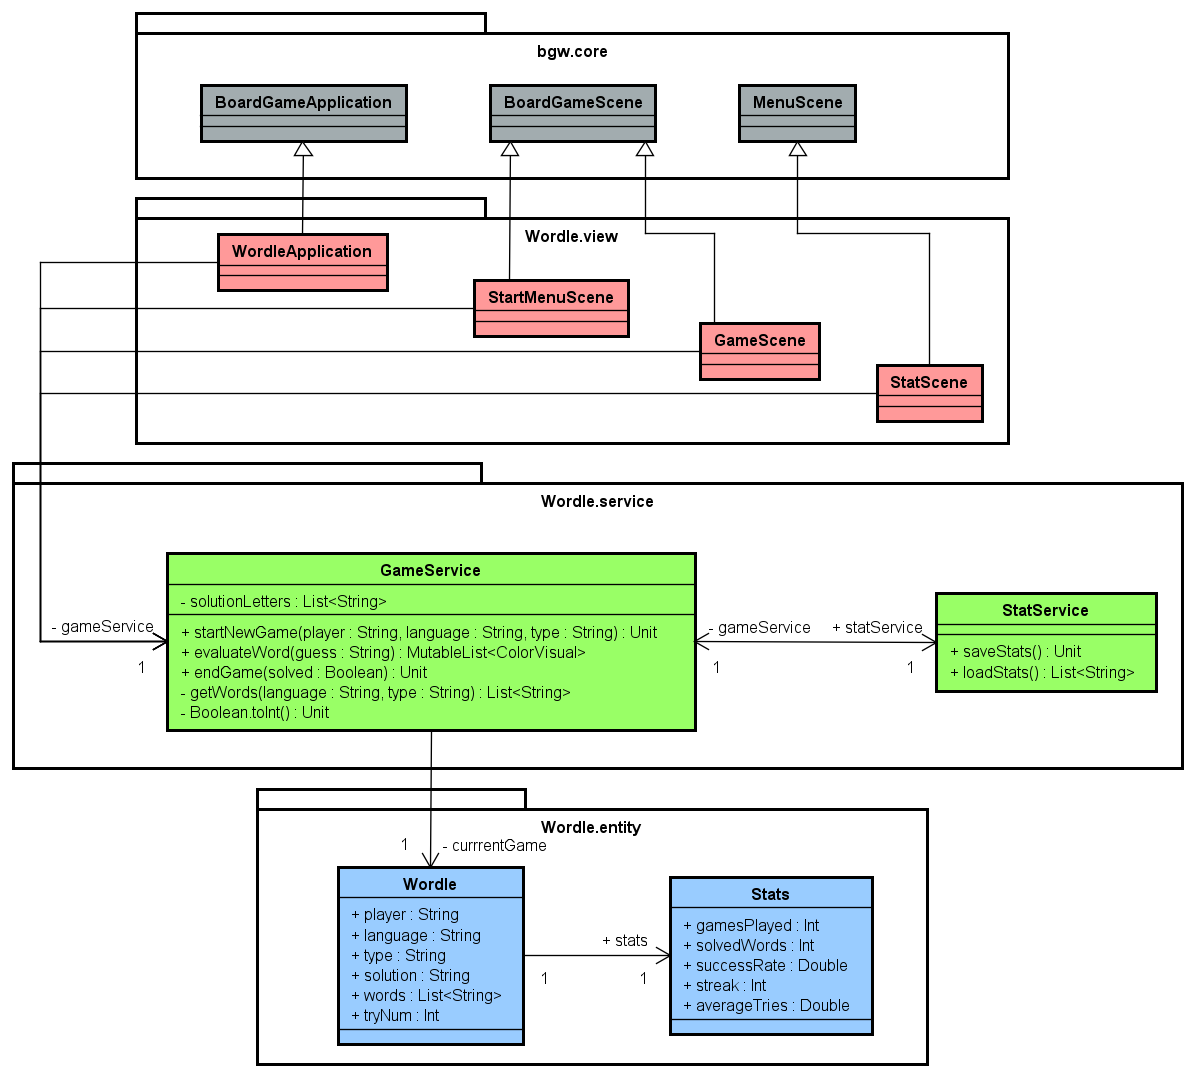 bgw.core
BoardGameApplication
BoardGameScene
MenuScene
Wordle.view
WordleApplication
StartMenuScene
GameScene
StatScene
Wordle.service
GameService
- solutionLetters : List<String>
+ startNewGame(player : String, language : String, type : String) : Unit
+ evaluateWord(guess : String) : MutableList<ColorVisual>
+ endGame(solved : Boolean) : Unit
- getWords(language : String, type : String) : List<String>
- Boolean.toInt() : Unit
- gameService
1
- gameService
1
+ statService
1
StatService
+ saveStats() : Unit
+ loadStats() : List<String>
Wordle.entity
1
- currrentGame
Wordle
+ player : String
+ language : String
+ type : String
+ solution : String
+ words : List<String>
+ tryNum : Int
+ stats
1
1
Stats
+ gamesPlayed : Int
+ solvedWords : Int
+ successRate : Double
+ streak : Int
+ averageTries : Double